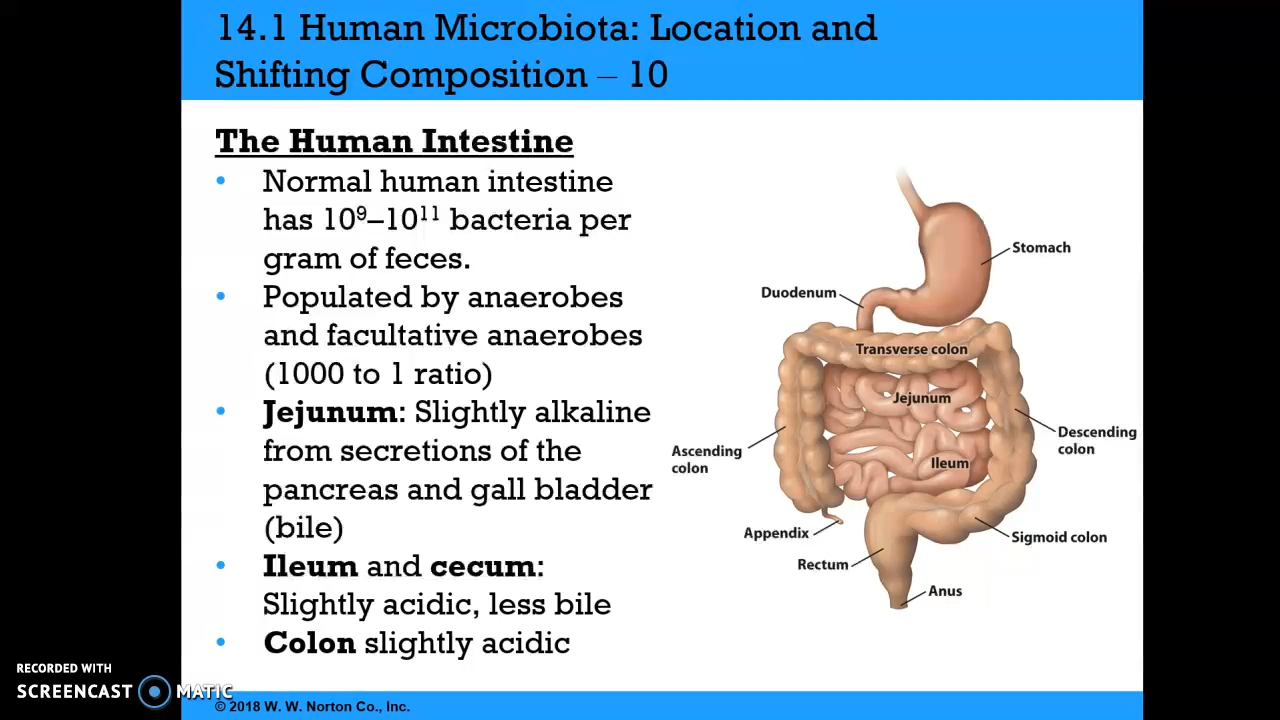 14.1 Human Microbiota: Location and
Shifting Composition – 10
The Human Intestine
• Normal human intestine
has 10⁹–10¹¹ bacteria per
gram of feces.
• Populated by anaerobes
and facultative anaerobes
(1000 to 1 ratio)
• Jejunum: Slightly alkaline
from secretions of the
pancreas and gall bladder
(bile)
• Ileum and cecum:
Slightly acidic, less bile
• Colon slightly acidic
Stomach
Duodenum
Transverse colon
Jejunum
Descending
colon
Ascending
colon
Ileum
Appendix
Sigmoid colon
Rectum
Anus
RECORDED WITH
SCREENCAST MATIC
© 2018 W. W. Norton Co., Inc.